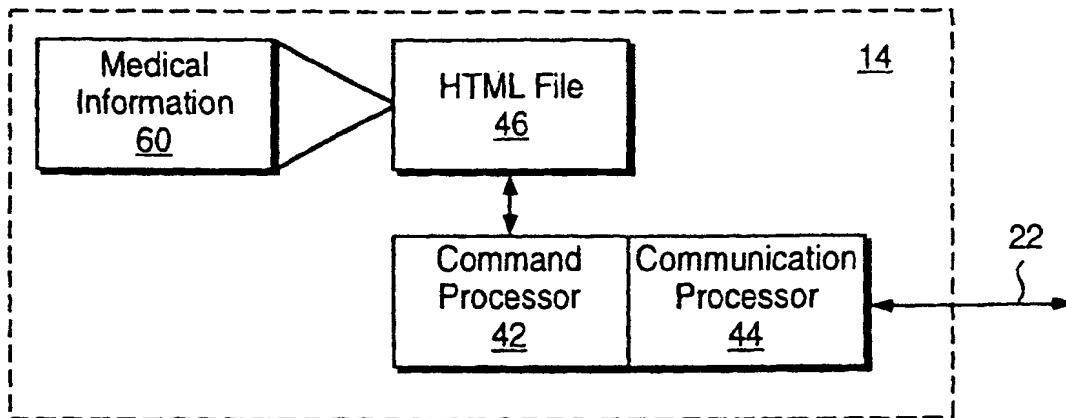 Medical
Information
60
HTML File
46
14
Command
Processor
42
Communication
Processor
44
22